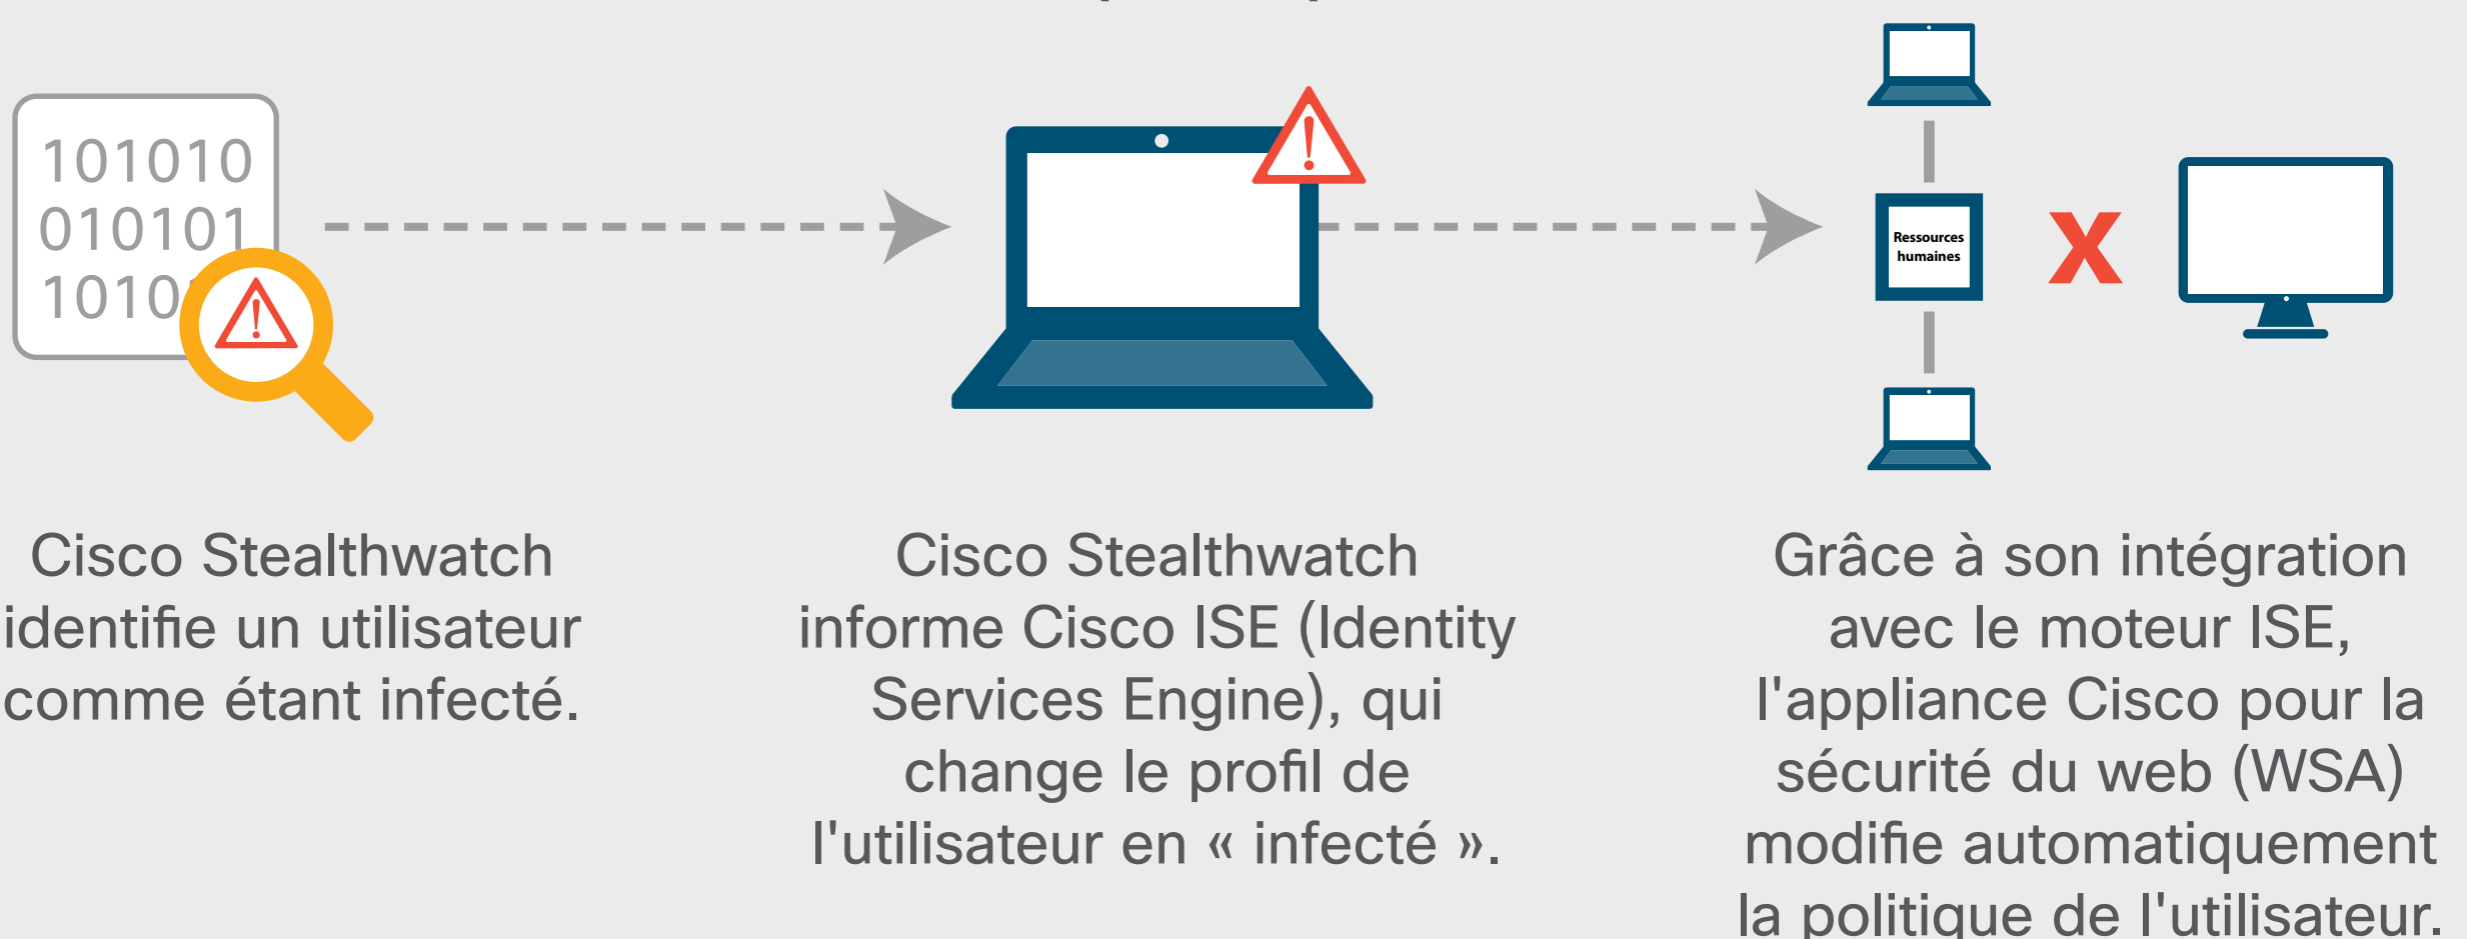 101010
010101
1010
Ressources
humaines
X
Cisco Stealthwatch
identifie un utilisateur
comme étant infecté.
Cisco Stealthwatch
informe Cisco ISE (Identity
Services Engine), qui
change le profil de
l'utilisateur en « infecté ».
Grâce à son intégration
avec le moteur ISE,
l'appliance Cisco pour la
sécurité du web (WSA)
modifie automatiquement
la politique de l'utilisateur.